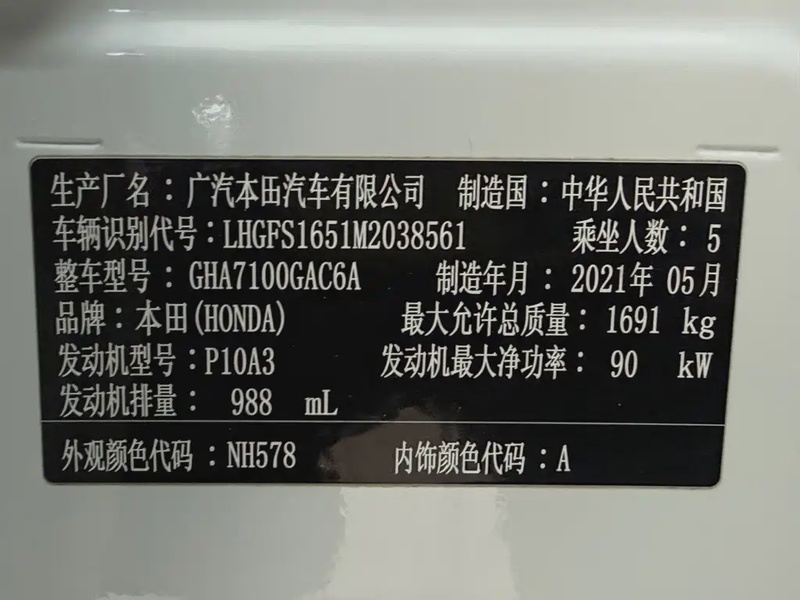 生产厂名：广汽本田汽车有限公司 制造国：中华人民共和国
车辆识别代号：LHGFS1651M2038561 乘坐人数：5
整车型号：GHA7100GAC6A 制造年月：2021年05月
品牌：本田(HONDA) 最大允许总质量：1691 kg
发动机型号：P10A3 发动机最大净功率：90 kW
发动机排量：988 mL
外观颜色代码：NH578 内饰颜色代码：A